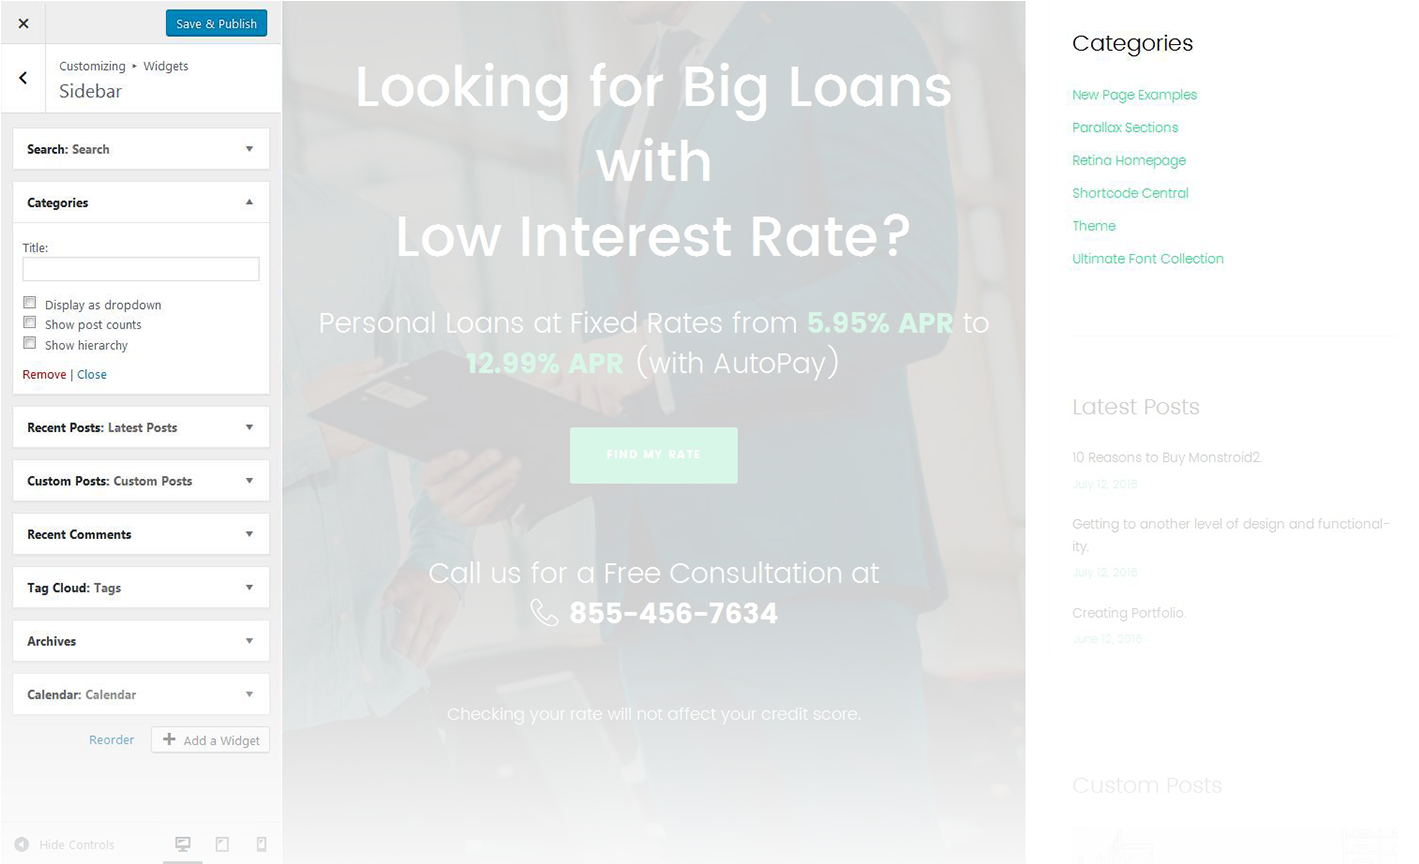 Save & Publish
Customizing ▸ Widgets
Sidebar
Search: Search
Categories
Title:
Display as dropdown
Show post counts
Show hierarchy
Remove | Close
Recent Posts: Latest Posts
Custom Posts: Custom Posts
Recent Comments
Tag Cloud: Tags
Archives
Calendar: Calendar
Reorder
Add a Widget
Hide Controls
Looking for Big Loans
with
Low Interest Rate?
Personal Loans at Fixed Rates from 5.95% APR to
12.99% APR (with AutoPay)
FIND MY RATE
Call us for a Free Consultation at
855-456-7634
Checking your rate will not affect your credit score.
Categories
New Page Examples
Parallax Sections
Retina Homepage
Shortcode Central
Theme
Ultimate Font Collection
Latest Posts
10 Reasons to Buy Monstroid2.
July 12, 2016
Getting to another level of design and functional-
ity.
July 12, 2016
Creating Portfolio.
June 12, 2016
Custom Posts